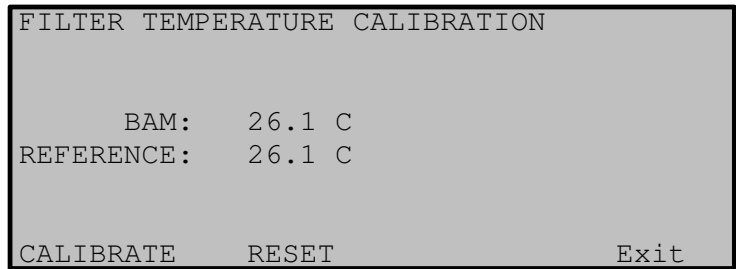 FILTER TEMPERATURE CALIBRATION
BAM: 26.1 C
REFERENCE: 26.1 C
CALIBRATE RESET Exit